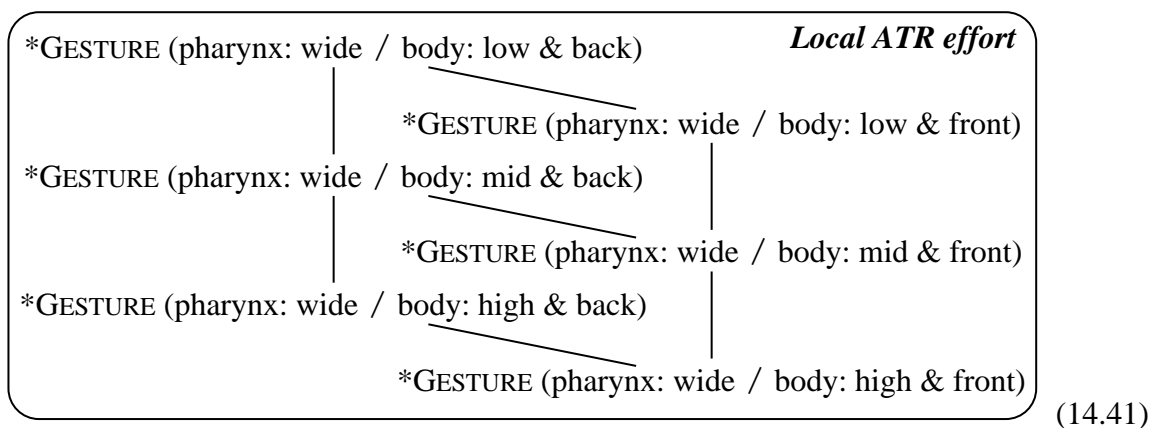 *GESTURE (pharynx: wide / body: low & back) Local ATR effort
*GESTURE (pharynx: wide / body: low & front)
*GESTURE (pharynx: wide / body: mid & back)
*GESTURE (pharynx: wide / body: mid & front)
*GESTURE (pharynx: wide / body: high & back)
*GESTURE (pharynx: wide / body: high & front)
(14.41)